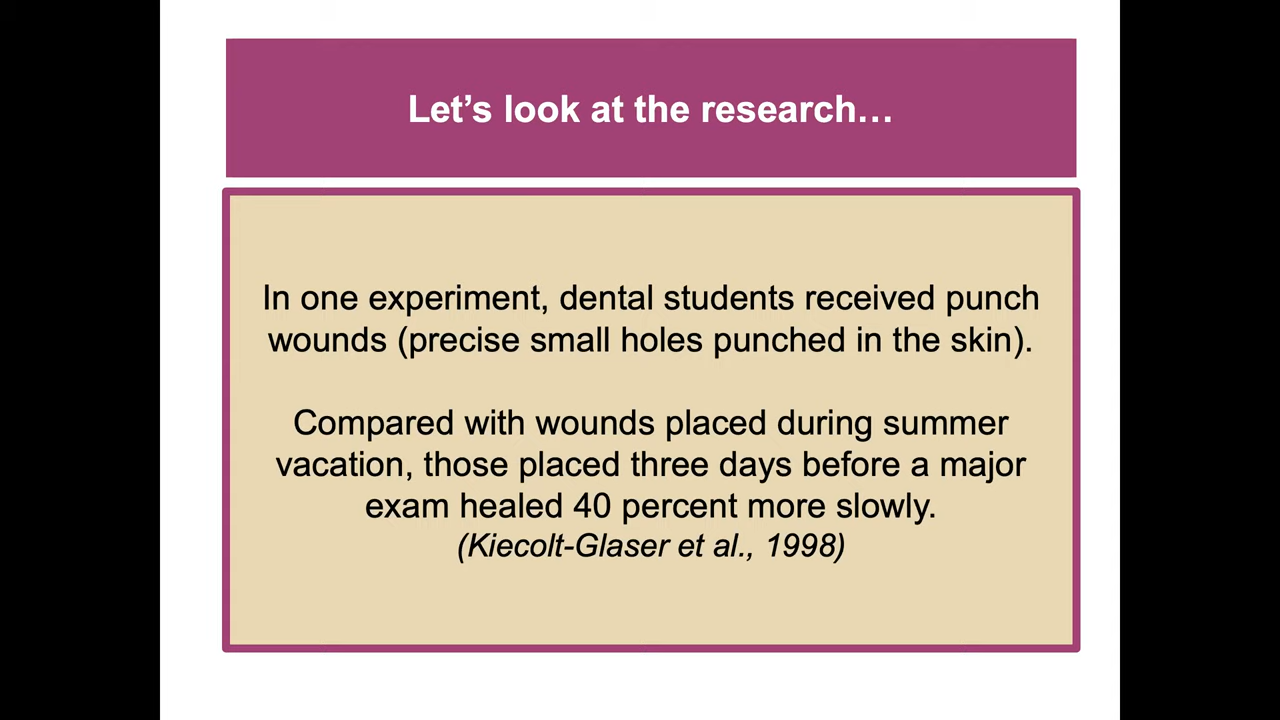 Let’s look at the research…
In one experiment, dental students received punch
wounds (precise small holes punched in the skin).
Compared with wounds placed during summer
vacation, those placed three days before a major
exam healed 40 percent more slowly.
(Kiecolt-Glaser et al., 1998)